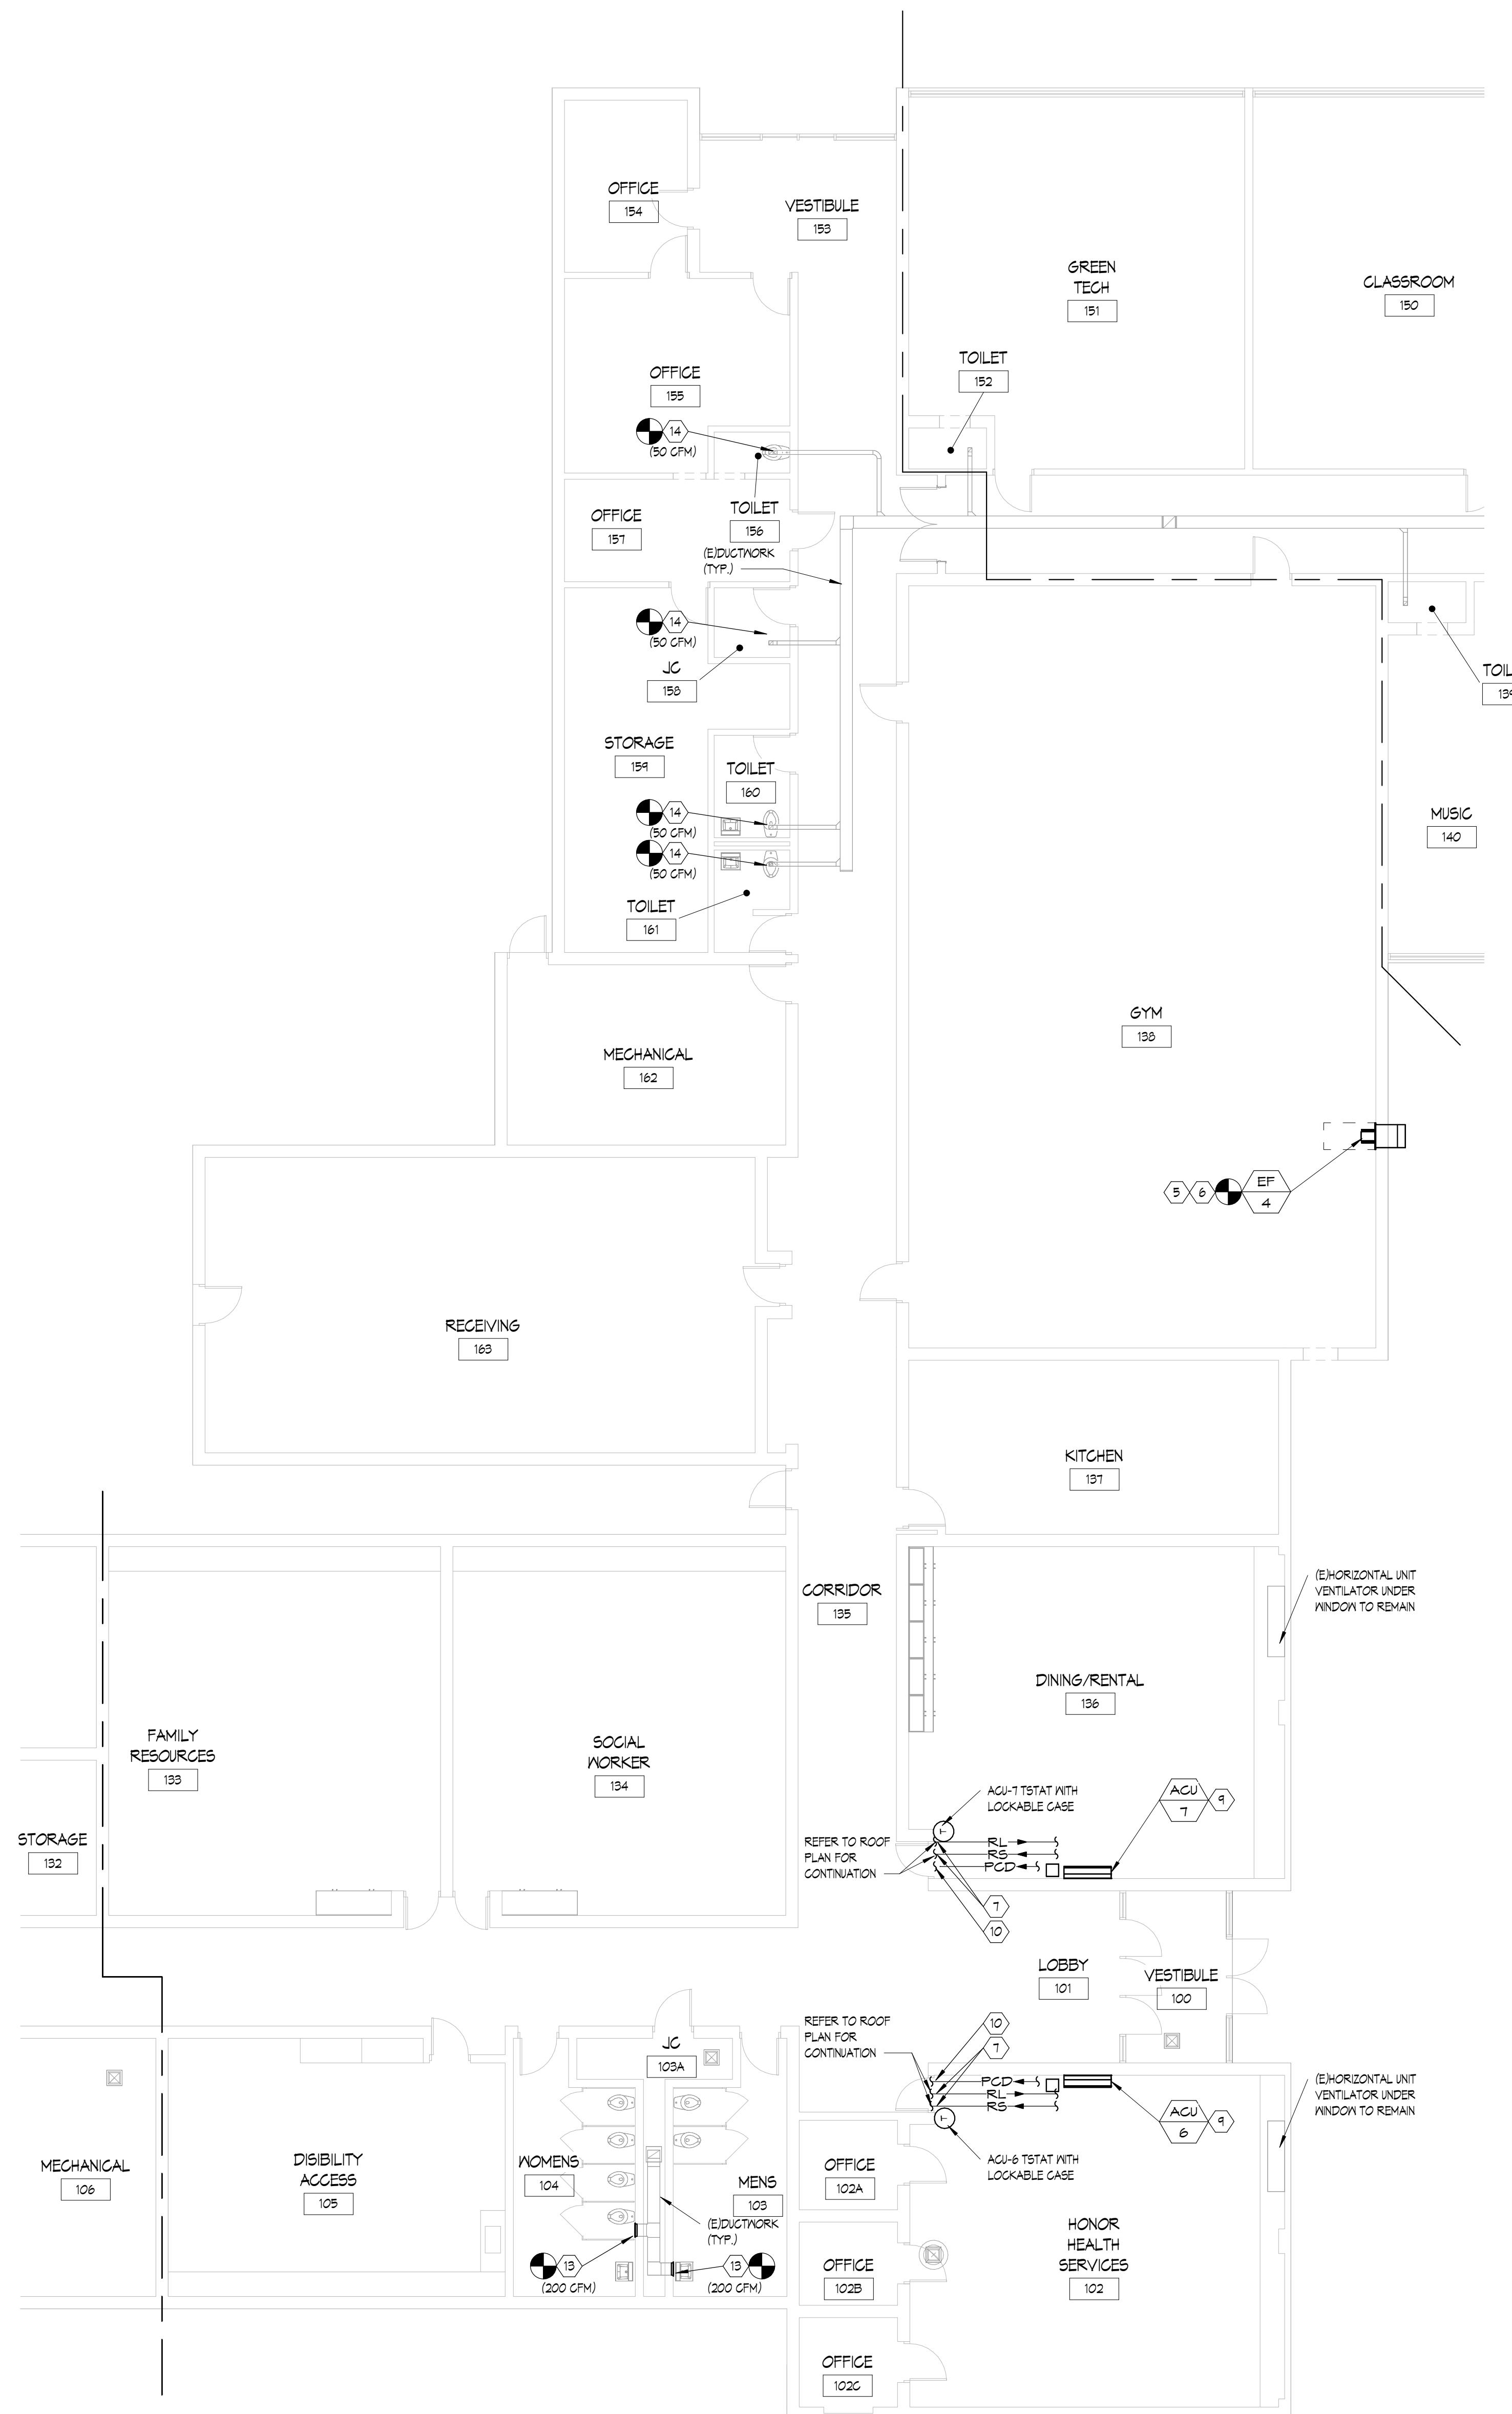 OFFICE
154
VESTIBULE
153
GREEN
TECH
151
CLASSROOM
150
TOILET
152
OFFICE
155
14
(50 CFM)
OFFICE
157
TOILET
156
(E)DUCTWORK
(TYP.)
14
(50 CFM)
JC
158
TOIL
139
STORAGE
159
TOILET
160
14
(50 CFM)
14
(50 CFM)
TOILET
161
MUSIC
140
GYM
138
MECHANICAL
162
5
6
EF
4
RECEIVING
163
KITCHEN
137
CORRIDOR
135
(E)HORIZONTAL UNIT
VENTILATOR UNDER
WINDOW TO REMAIN
DINING/RENTAL
136
FAMILY
RESOURCES
133
SOCIAL
WORKER
134
STORAGE
132
ACU-7 TSTAT WITH
LOCKABLE CASE
ACU
7
9
REFER TO ROOF
PLAN FOR
CONTINUATION
T
RL
RS
PCD
7
10
LOBBY
101
VESTIBULE
100
REFER TO ROOF
PLAN FOR
CONTINUATION
10
7
PCD
RL
RS
T
ACU
6
9
ACU-6 TSTAT WITH
LOCKABLE CASE
(E)HORIZONTAL UNIT
VENTILATOR UNDER
WINDOW TO REMAIN
JC
103A
MECHANICAL
106
DISIBILITY
ACCESS
105
WOMENS
104
MENS
103
(E)DUCTWORK
(TYP.)
13
(200 CFM)
13
(200 CFM)
OFFICE
102A
OFFICE
102B
OFFICE
102C
HONOR
HEALTH
SERVICES
102